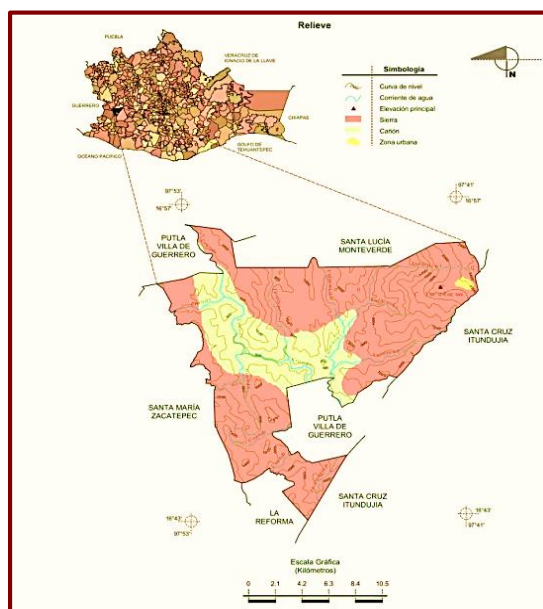 Relieve
PUEBLA
VERACRUZ DE
IGNACIO DE LA LLAVE
GUERRERO
CHIAPAS
OCÉANO PACÍFICO
GOLFO DE
TEHUANTEPEC
N
Simbología
Curva de nivel
Corriente de agua
Elevación principal
Sierra
Cañón
Zona urbana
97°53'
16°57'
97°41'
16°57'
PUTLA
VILLA DE
GUERRERO
SANTA LUCÍA
MONTEVERDE
SANTA CRUZ
ITUNDUJIA
SANTA MARÍA
ZACATEPEC
PUTLA
VILLA DE
GUERRERO
SANTA CRUZ
ITUNDUJIA
LA
REFORMA
16°43'
97°53'
16°43'
97°41'
Escala Gráfica
(Kilómetros)
0 2.1 4.2 6.3 8.4 10.5